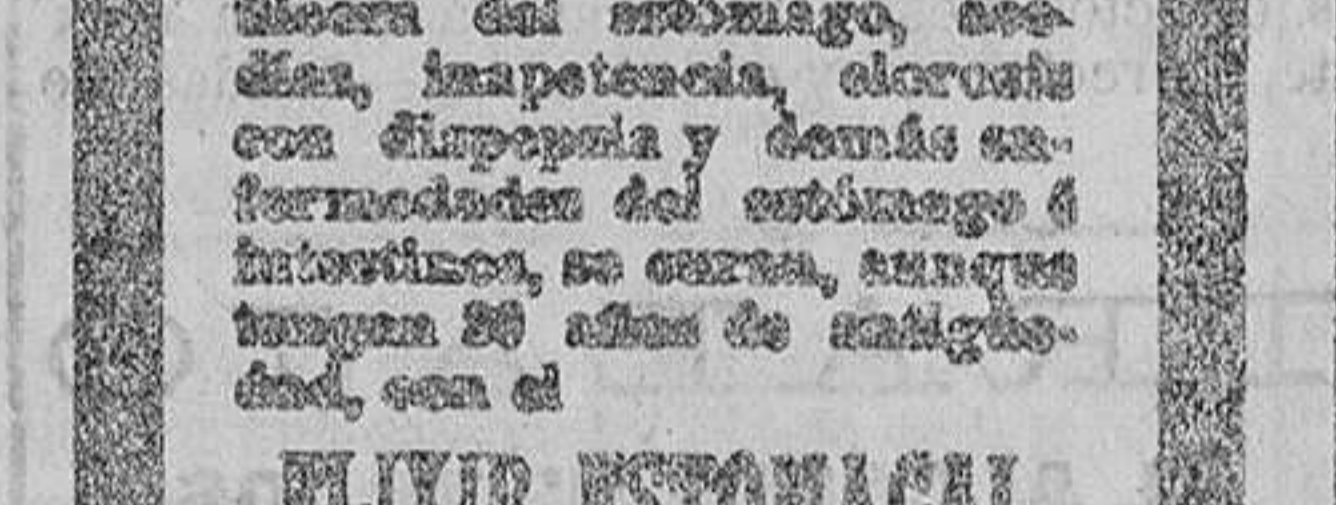 úlcera del estómago, ace-
días, inapetencia, clorosis
con dispepsia y demás en-
fermedades del estómago é
intestinos, se curan, aunque
tengan 30 años de antigüe-
dad, con el
ELIXIR ESTOMACAL